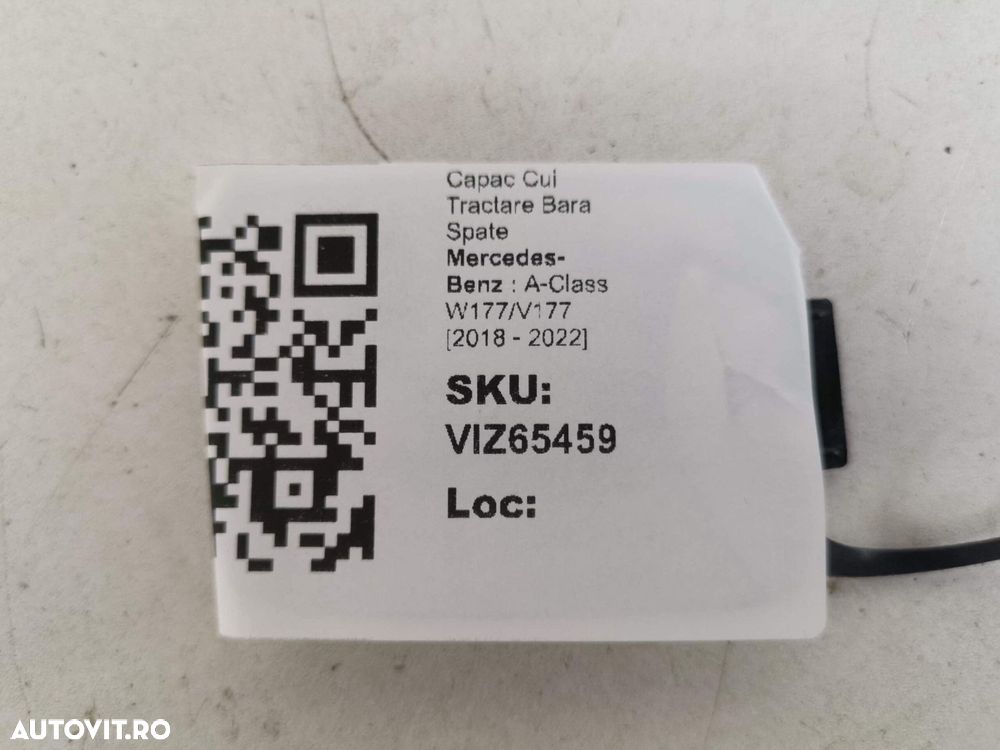 Capac Cui
Tractare Bara
Spate
Mercedes-
Benz : A-Class
W177/V177
[2018 - 2022]
SKU:
VIZ65459
Loc:
AUTOVIT.RO